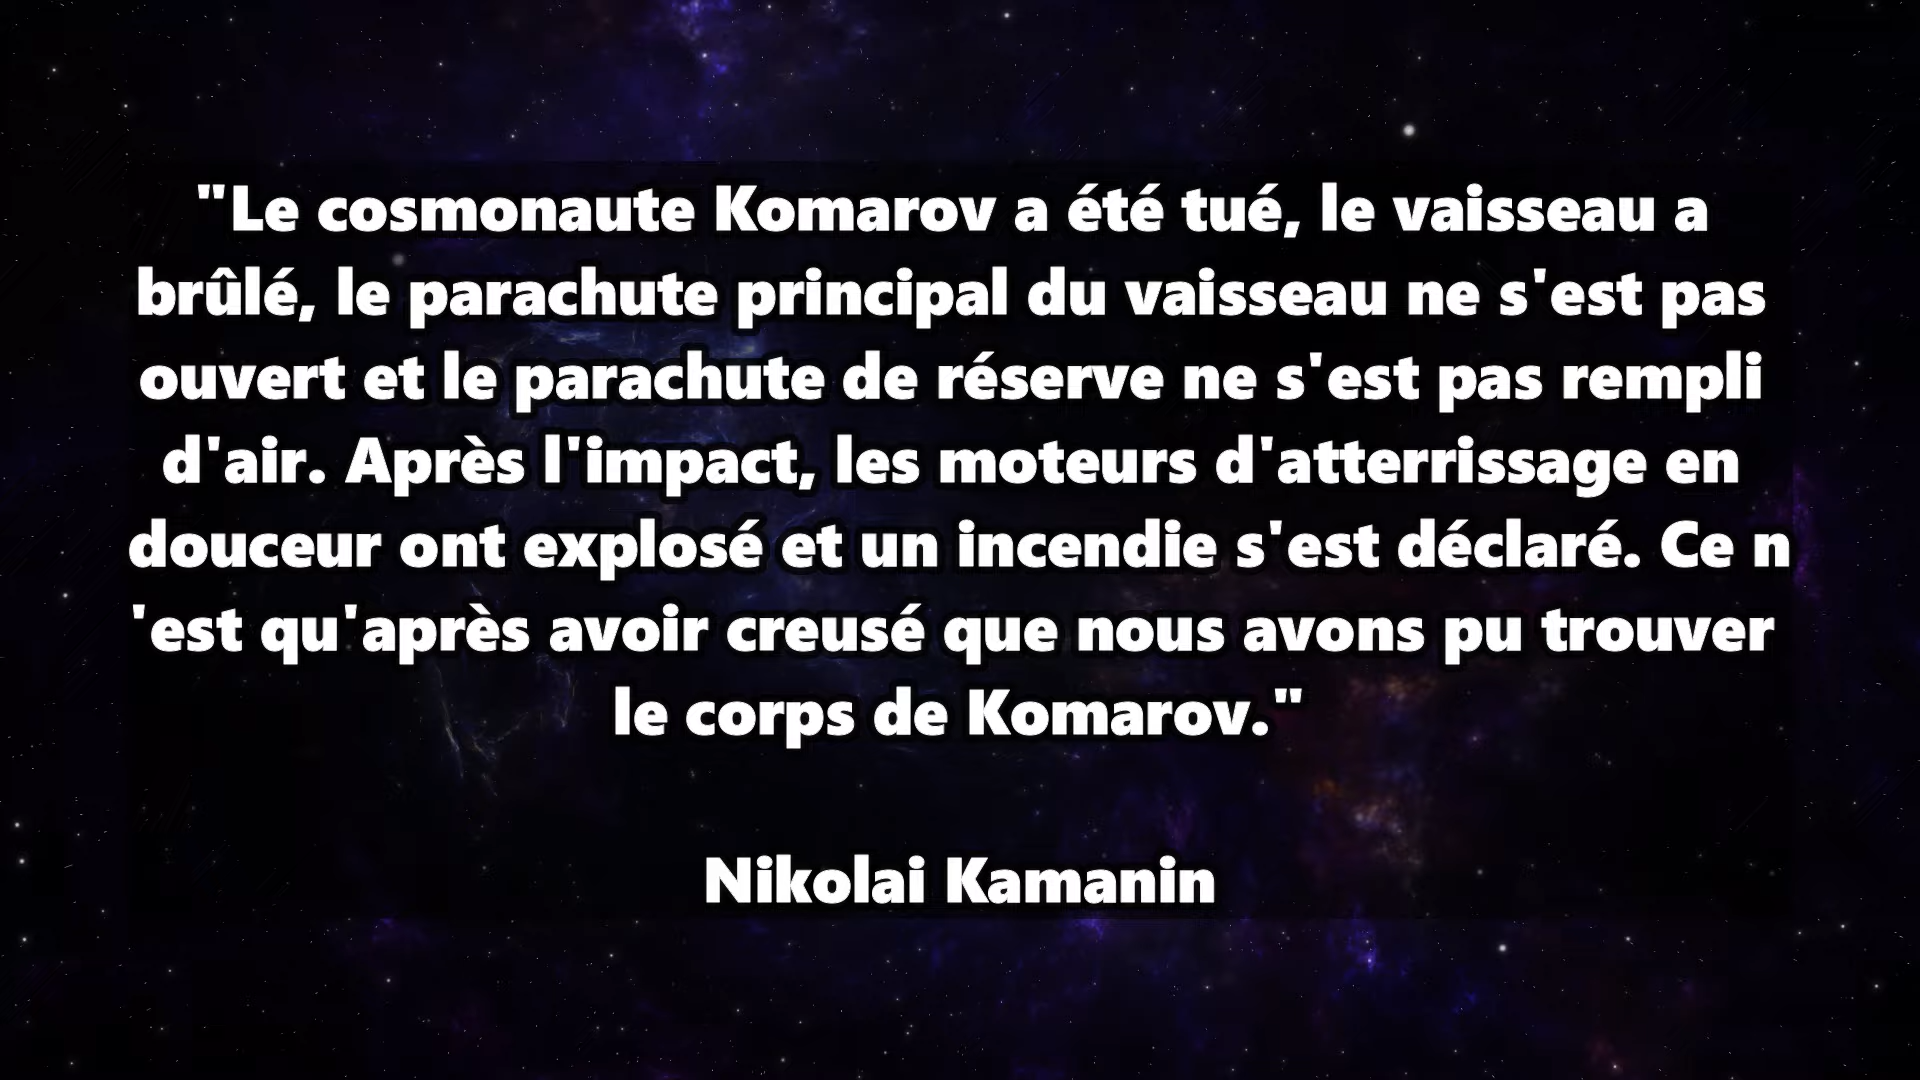 "Le cosmonaute Komarov a été tué, le vaisseau a
brûlé, le parachute principal du vaisseau ne s'est pas
ouvert et le parachute de réserve ne s'est pas rempli
d'air. Après l'impact, les moteurs d'atterrissage en
douceur ont explosé et un incendie s'est déclaré. Ce n
'est qu'après avoir creusé que nous avons pu trouver
le corps de Komarov."
Nikolai Kamanin